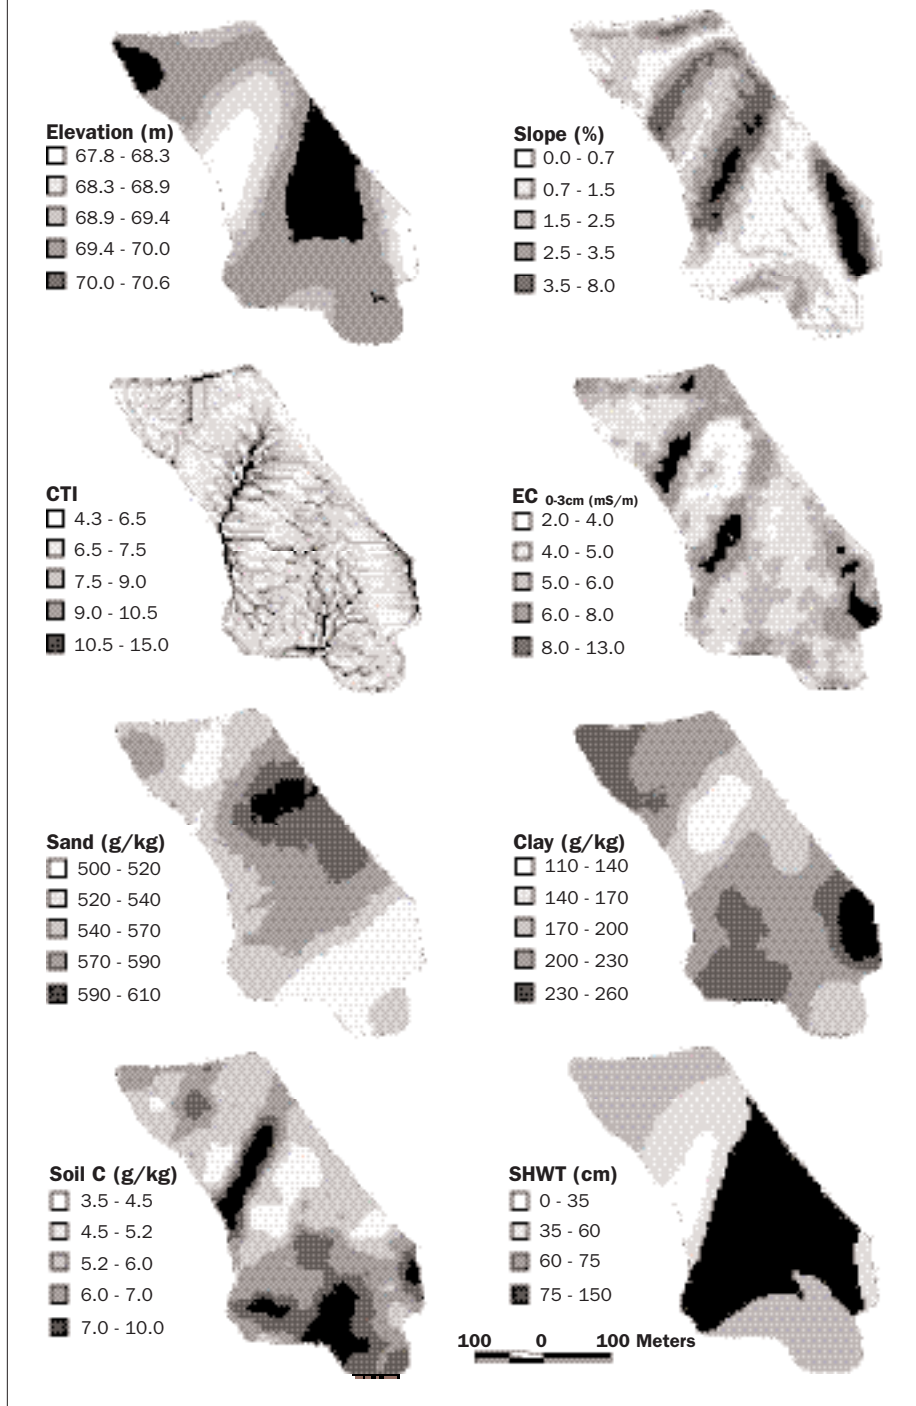 Elevation (m)
67.8 - 68.3
68.3 - 68.9
68.9 - 69.4
69.4 - 70.0
70.0 - 70.6
Slope (%)
0.0 - 0.7
0.7 - 1.5
1.5 - 2.5
2.5 - 3.5
3.5 - 8.0
CTI
4.3 - 6.5
6.5 - 7.5
7.5 - 9.0
9.0 - 10.5
10.5 - 15.0
EC 0-3cm (mS/m)
2.0 - 4.0
4.0 - 5.0
5.0 - 6.0
6.0 - 8.0
8.0 - 13.0
Sand (g/kg)
500 - 520
520 - 540
540 - 570
570 - 590
590 - 610
Clay (g/kg)
110 - 140
140 - 170
170 - 200
200 - 230
230 - 260
Soil C (g/kg)
3.5 - 4.5
4.5 - 5.2
5.2 - 6.0
6.0 - 7.0
7.0 - 10.0
SHWT (cm)
0 - 35
35 - 60
60 - 75
75 - 150
100 0 100 Meters